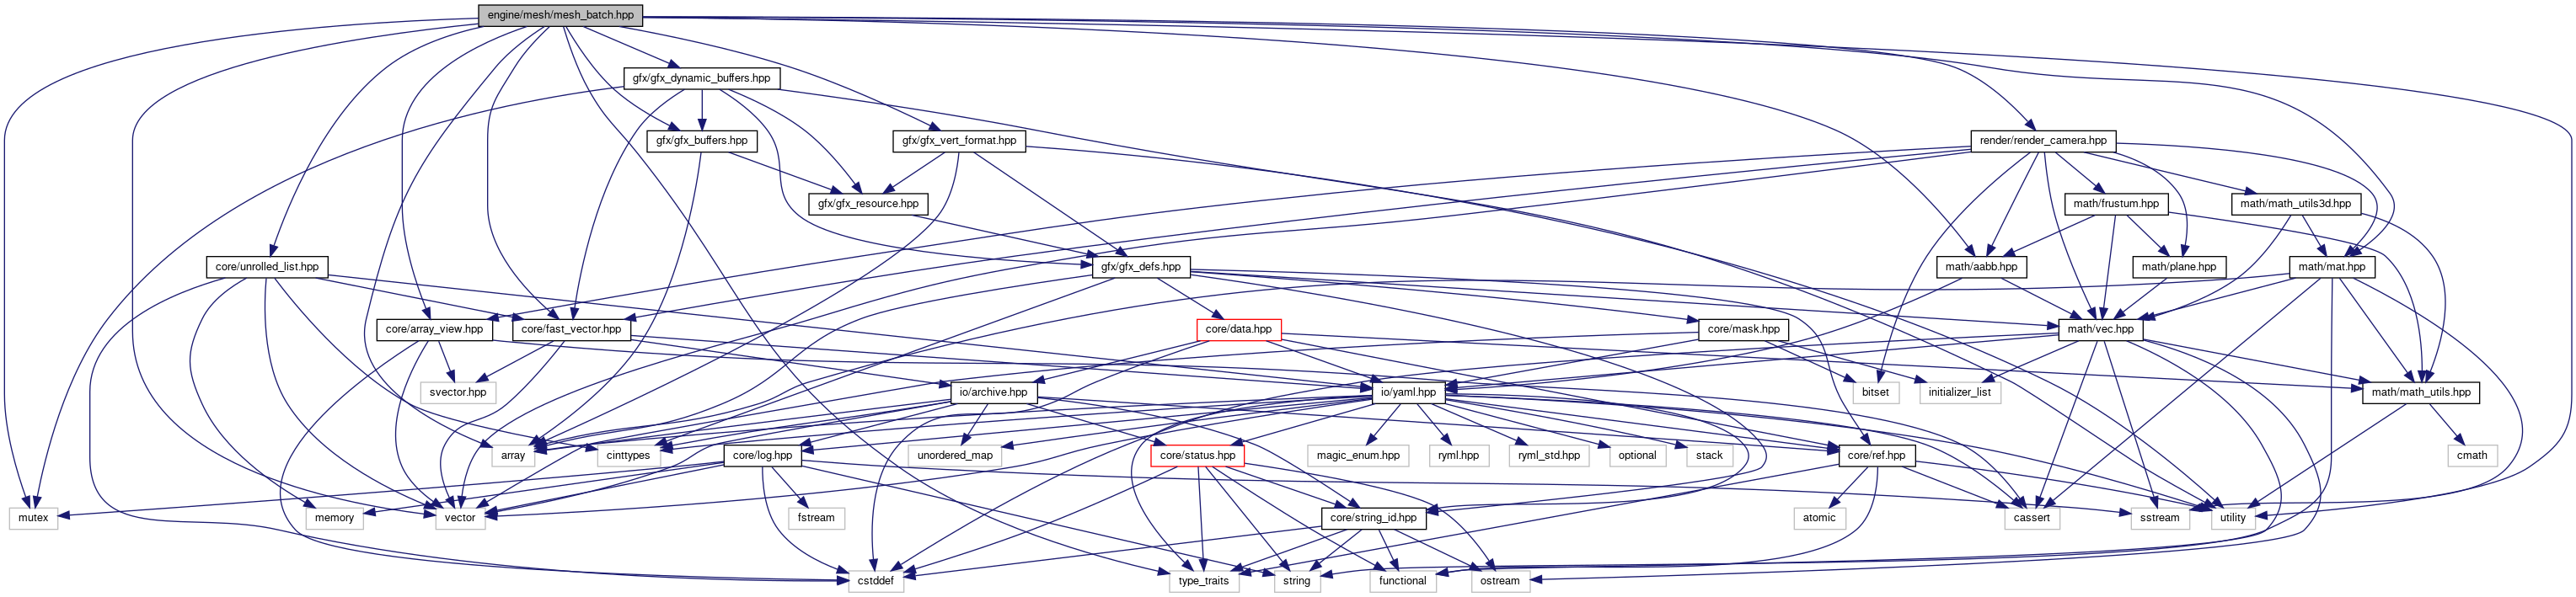 engine/mesh/mesh_batch.hpp
gfx/gfx_dynamic_buffers.hpp
gfx/gfx_buffers.hpp
gfx/gfx_vert_format.hpp
render/render_camera.hpp
gfx/gfx_resource.hpp
math/frustum.hpp
math/math_utils3d.hpp
core/unrolled_list.hpp
gfx/gfx_defs.hpp
math/aabb.hpp
math/plane.hpp
math/mat.hpp
core/array_view.hpp
core/fast_vector.hpp
core/data.hpp
core/mask.hpp
math/vec.hpp
svector.hpp
io/archive.hpp
io/yaml.hpp
bitset
initializer_list
math/math_utils.hpp
array
cinttypes
core/log.hpp
unordered_map
core/status.hpp
magic_enum.hpp
ryml.hpp
ryml_std.hpp
optional
stack
core/ref.hpp
cmath
mutex
memory
vector
fstream
core/string_id.hpp
atomic
cassert
sstream
utility
cstddef
type_traits
string
functional
ostream